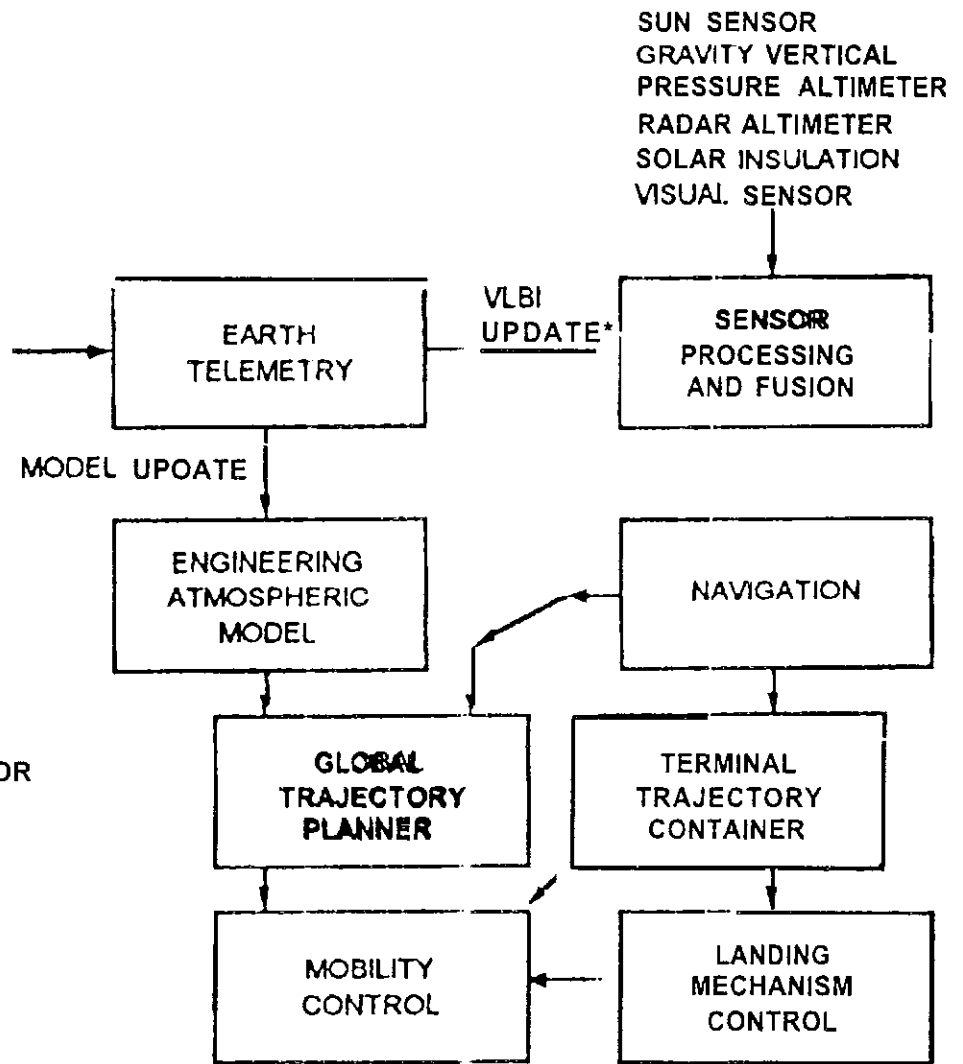 SUN SENSOR
GRAVITY VERTICAL
PRESSURE ALTIMETER
RADAR ALTIMETER
SOLAR INSULATION
VISUAL SENSOR
EARTH
TELEMETRY
VLBI
UPDATE*
SENSOR
PROCESSING
AND FUSION
MODEL UPOATE
ENGINEERING
ATMOSPHERIC
MODEL
NAVIGATION
OR
GLOBAL
TRAJECTORY
PLANNER
TERMINAL
TRAJECTORY
CONTAINER
MOBILITY
CONTROL
LANDING
MECHANISM
CONTROL